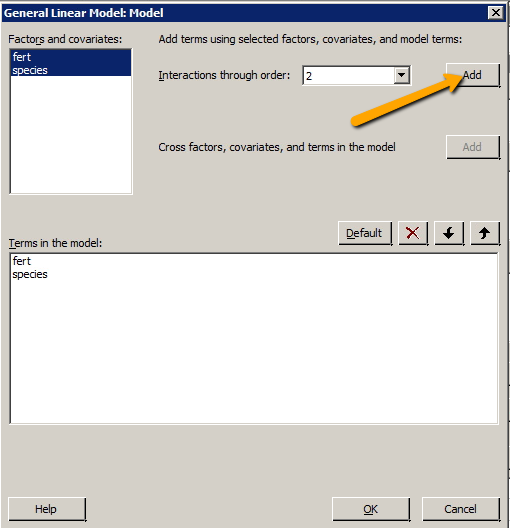 General Linear Model: Model
Factors and covariates:
fert
species
Add terms using selected factors, covariates, and model terms:
Interactions through order:
2
Add
Cross factors, covariates, and terms in the model
Add
Default
Terms in the model:
fert
species
Help
OK
Cancel